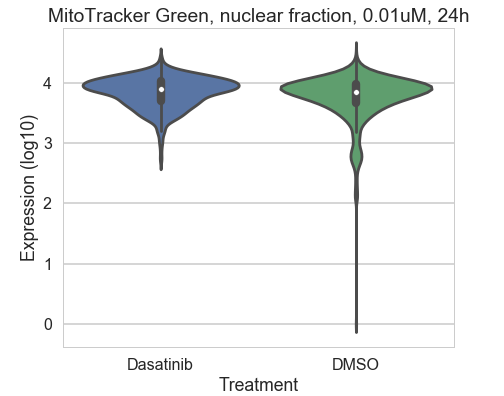 MitoTracker Green, nuclear fraction, 0.01uM, 24h
Expression (log10)
4
3
2
1
0
Dasatinib DMSO
Treatment